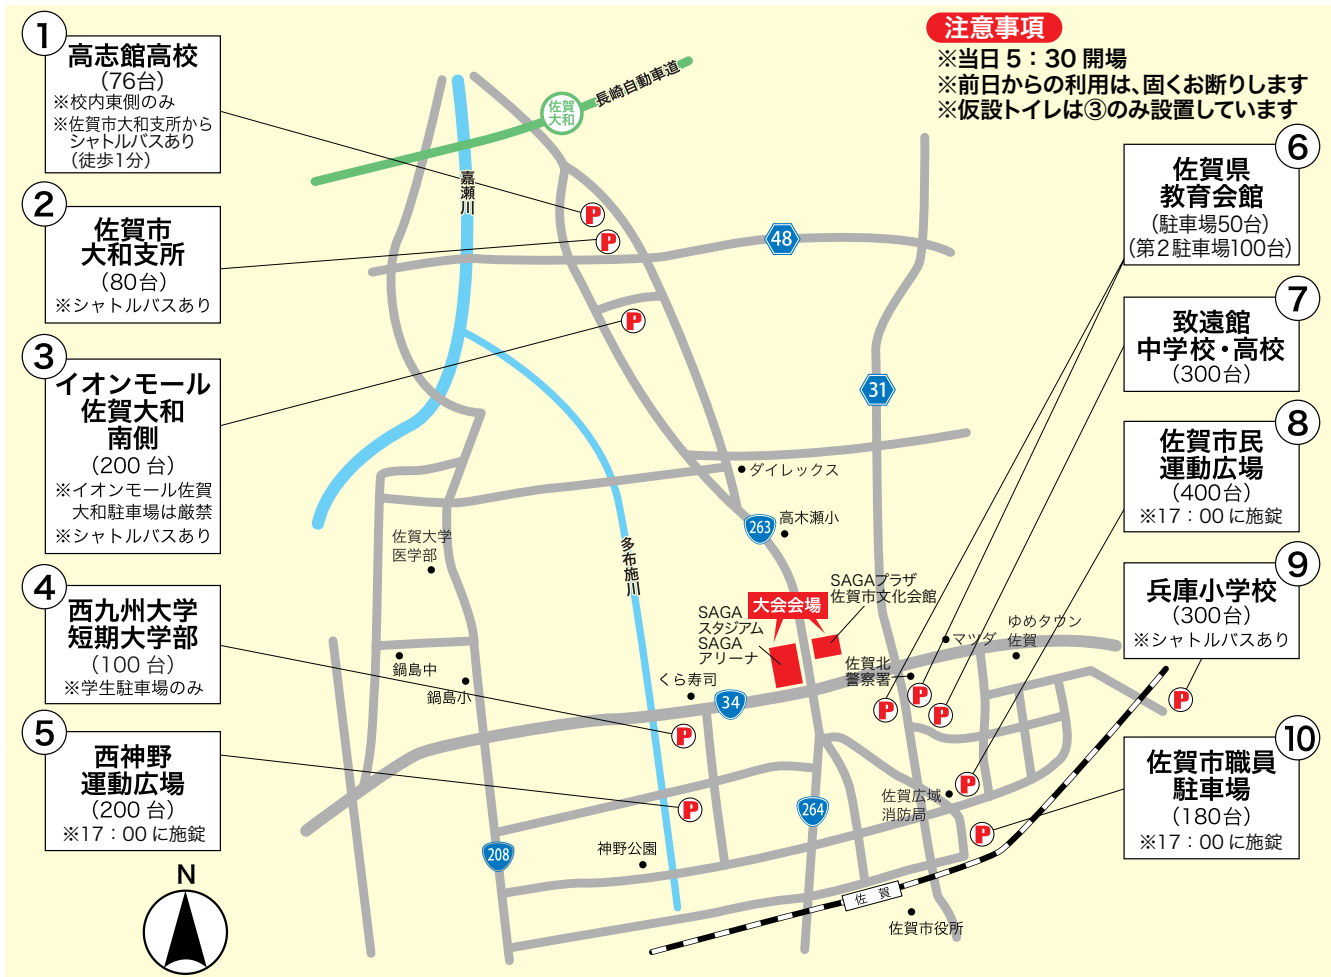 注意事項
※当日５：30 開場
※前日からの利用は、固くお断りします
※仮設トイレは③のみ設置しています
1
高志館高校
（76台）
※校内東側のみ
※佐賀市大和支所から
シャトルバスあり
（徒歩1分）
2
佐賀市
大和支所
（80台）
※シャトルバスあり
3
イオンモール
佐賀大和
南側
（200 台）
※イオンモール佐賀
大和駐車場は厳禁
※シャトルバスあり
4
西九州大学
短期大学部
（100 台）
※学生駐車場のみ
5
西神野
運動広場
（200 台）
※17：00 に施錠
6
佐賀県
教育会館
（駐車場50台）
（第２駐車場100台）
7
致遠館
中学校・高校
（300台）
8
佐賀市民
運動広場
（400台）
※17：00 に施錠
9
兵庫小学校
（300台）
※シャトルバスあり
10
佐賀市職員
駐車場
（180台）
※17：00 に施錠
佐賀
大和
長崎自動車道
嘉瀬川
P
P
48
P
31
ダイレックス
263
高木瀬小
佐賀大学
医学部
多布施川
SAGAプラザ
佐賀市文化会館
大会会場
SAGA
スタジアム
SAGA
アリーナ
マツダ
ゆめタウン
佐賀
佐賀北
警察署
鍋島中
鍋島小
くら寿司
34
P
P
P
P
P
P
佐賀広域
消防局
P
264
P
208
神野公園
佐 賀
佐賀市役所
N